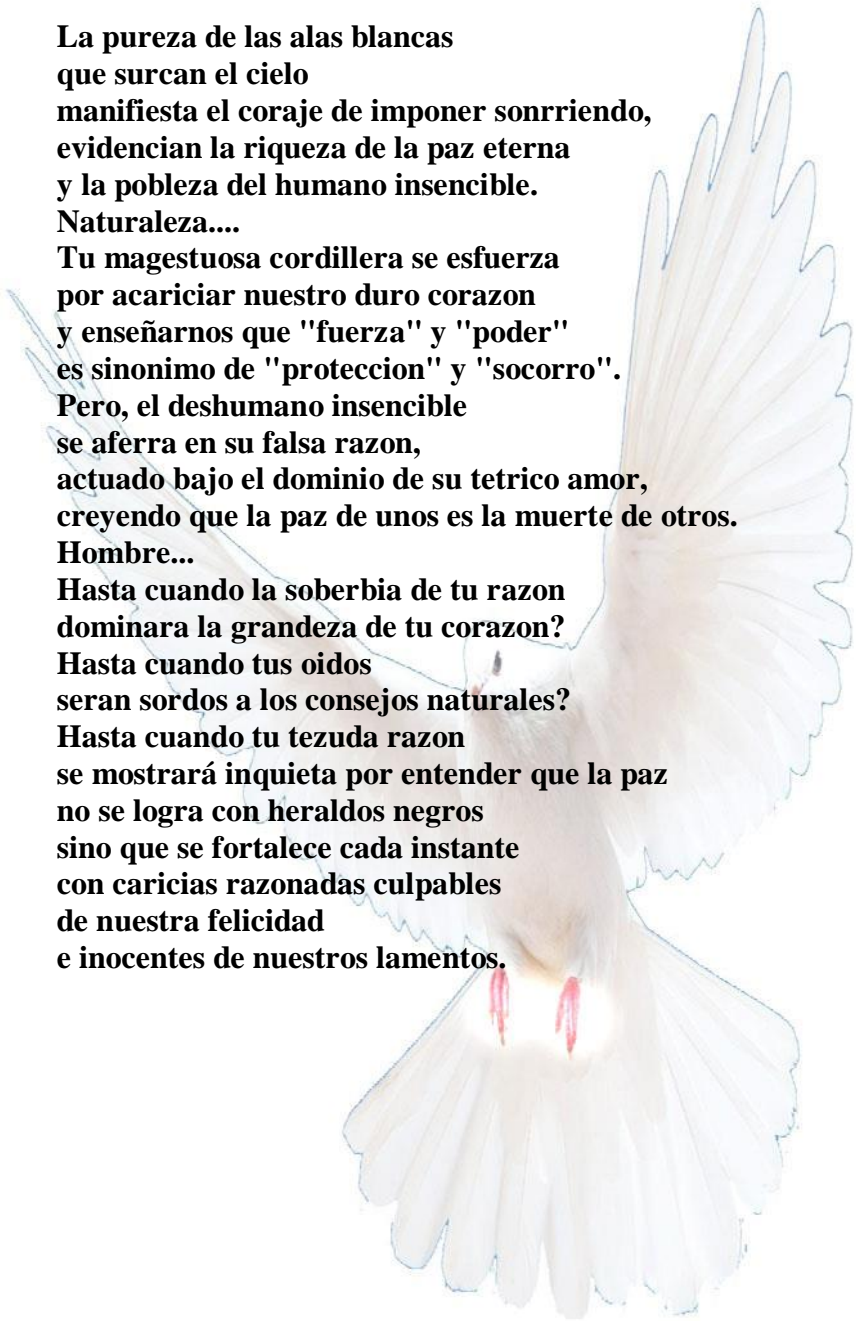 La pureza de las alas blancas
que surcan el cielo
manifiesta el coraje de imponer sonrriendo,
evidencian la riqueza de la paz eterna
y la pobleza del humano insencible.
Naturaleza....
Tu magestuosa cordillera se esfuerza
por acariciar nuestro duro corazon
y enseñarnos que "fuerza" y "poder"
es sinonimo de "proteccion" y "socorro".
Pero, el deshumano insencible
se aferra en su falsa razon,
actuado bajo el dominio de su tetrico amor,
creyendo que la paz de unos es la muerte de otros.
Hombre...
Hasta cuando la soberbia de tu razon
dominara la grandeza de tu corazon?
Hasta cuando tus oidos
seran sordos a los consejos naturales?
Hasta cuando tu tezuda razon
se mostrará inquieta por entender que la paz
no se logra con heraldos negros
sino que se fortalece cada instante
con caricias razonadas culpables
de nuestra felicidad
e inocentes de nuestros lamentos.